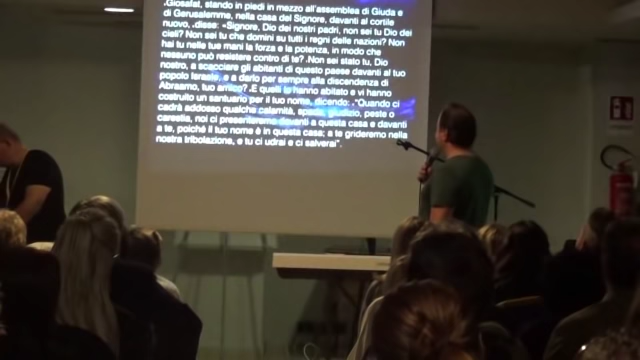 .Giosafat, stando in piedi in mezzo all'assemblea di Giuda e
di Gerusalemme, nella casa del Signore, davanti al cortile
nuovo, .disse: «Signore, Dio dei nostri padri, non sei tu Dio dei
cieli? Non sei tu che domini su tutti i regni delle nazioni? Non
hai tu nelle tue mani la forza e la potenza, in modo che
nessuno può resistere contro di te? .Non sei stato tu, Dio
nostro, a scacciare gli abitanti di questo paese davanti al tuo
popolo Israele, e a darlo per sempre alla discendenza di
Abraamo, tuo amico? .E quelli lo hanno abitato e vi hanno
costruito un santuario per il tuo nome, dicendo: ."Quando ci
cadrà addosso qualche calamità, spada, giudizio, peste o
carestia, noi ci presenteremo davanti a questa casa e davanti
a te, poiché il tuo nome è in questa casa; a te grideremo nella
nostra tribolazione, e tu ci udrai e ci salverai".